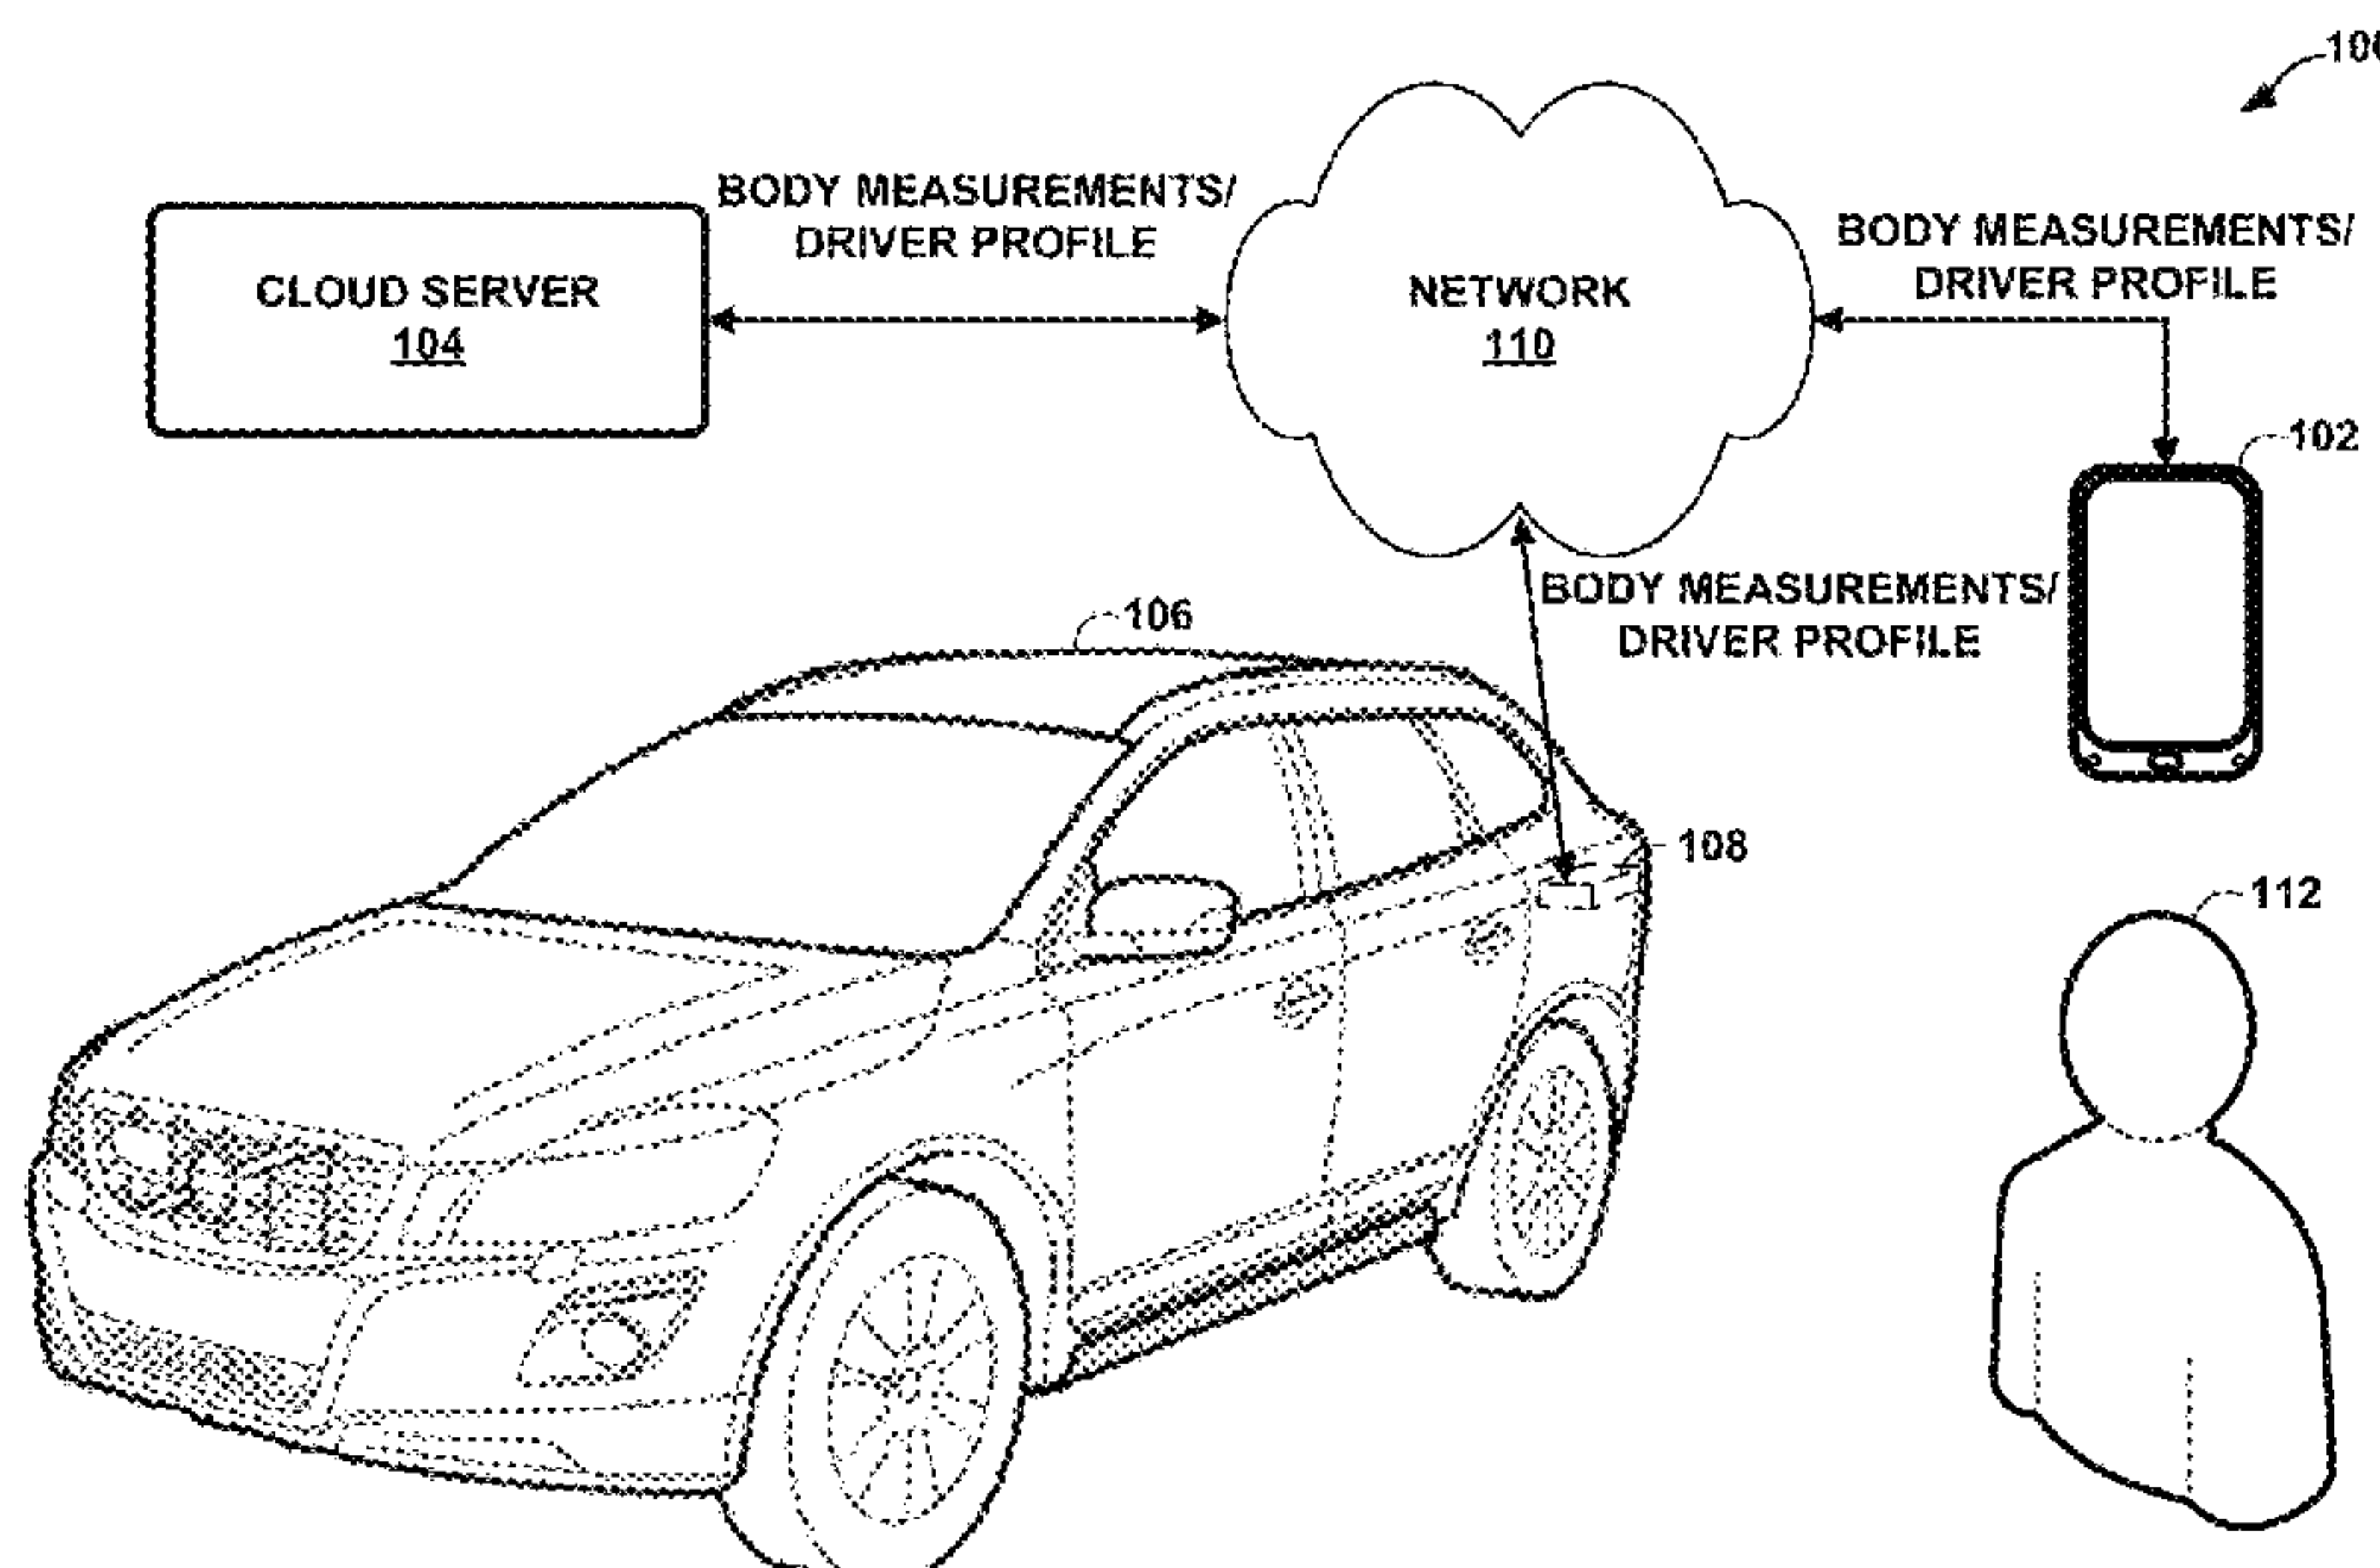 100
BODY MEASUREMENTS/
DRIVER PROFILE
CLOUD SERVER
104
NETWORK
110
BODY MEASUREMENTS/
DRIVER PROFILE
102
BODY MEASUREMENTS/
DRIVER PROFILE
106
108
112